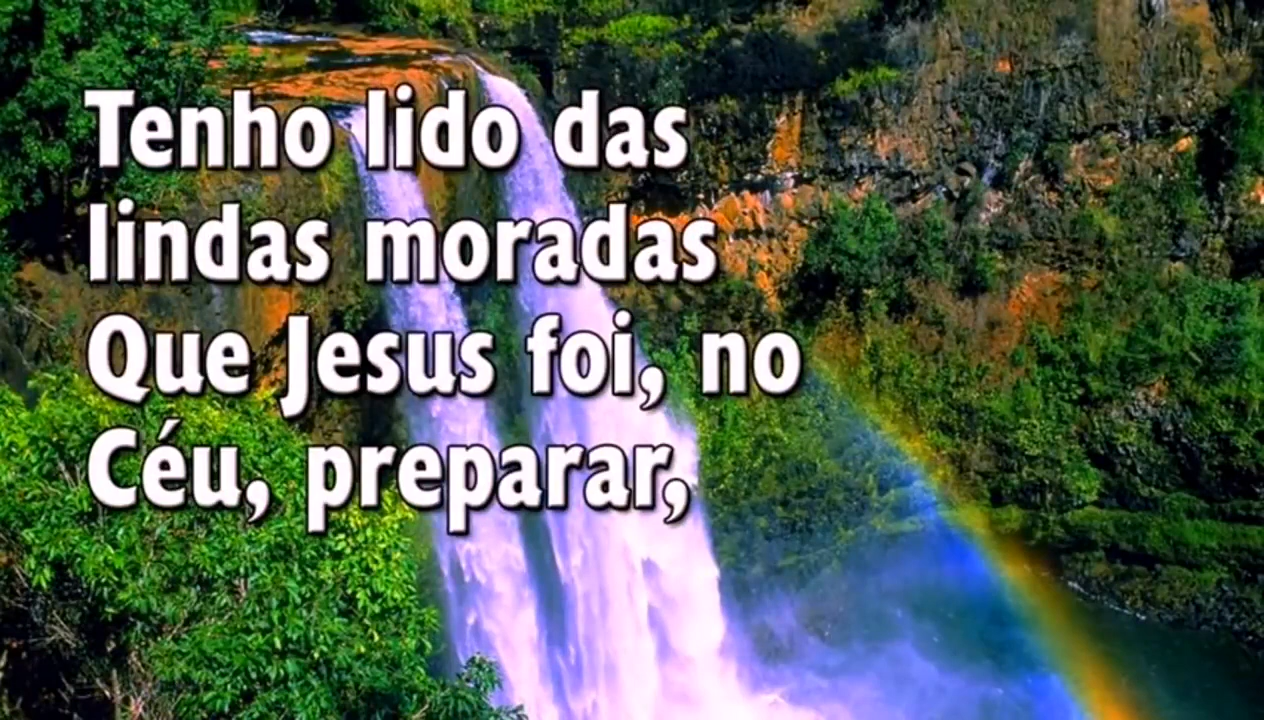 Tenho lido das
lindas moradas
Que Jesus foi, no
Céu, preparar,